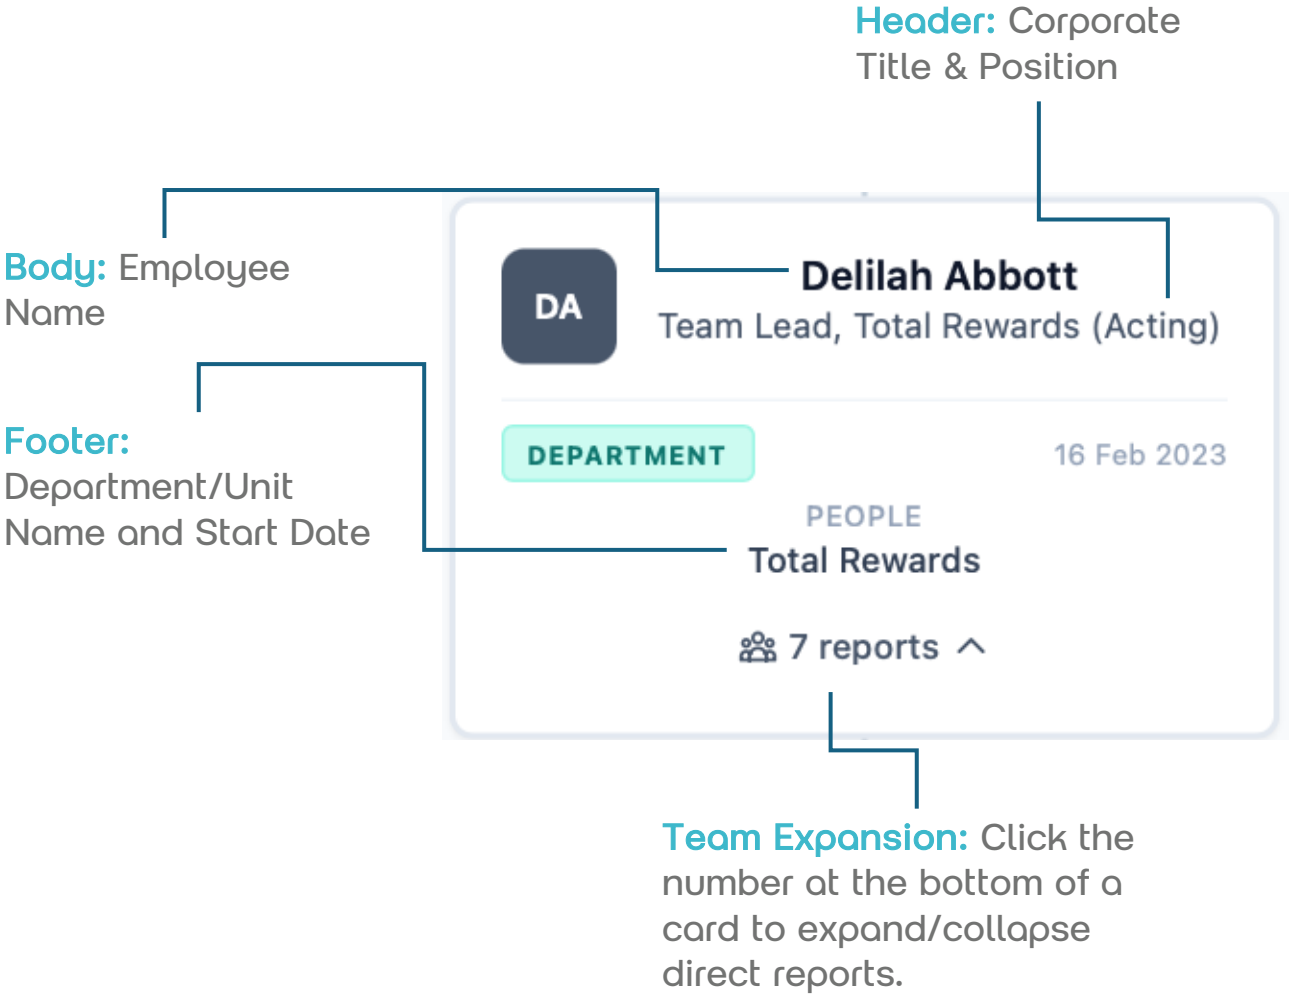 Header: Corporate
Title & Position
Body: Employee
Name
DA
Delilah Abbott
Team Lead, Total Rewards (Acting)
Footer:
Department/Unit
Name and Start Date
DEPARTMENT
16 Feb 2023
PEOPLE
Total Rewards
7 reports
Team Expansion: Click the
number at the bottom of a
card to expand/collapse
direct reports.